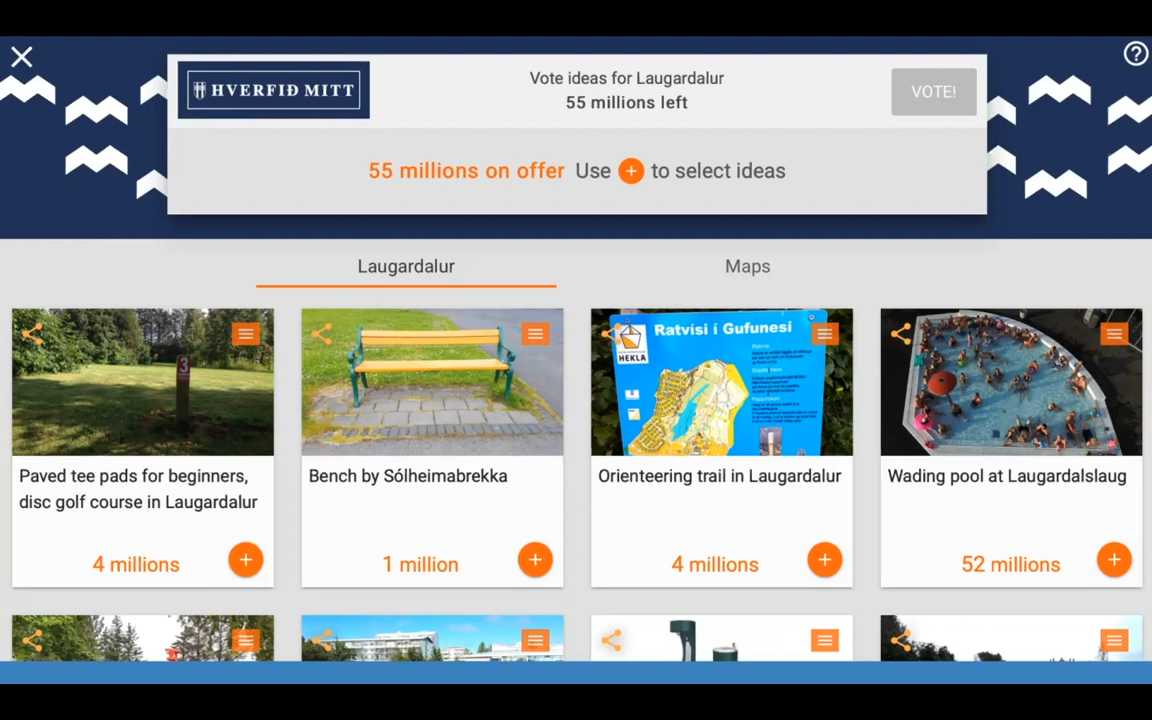 HVERFIÐ MITT
Vote ideas for Laugardalur
55 millions left
VOTE!
55 millions on offer Use + to select ideas
Laugardalur
Maps
3
Ratvísi í Gufunesi
HEKLA
Paved tee pads for beginners,
disc golf course in Laugardalur
4 millions
+
Bench by Sólheimabrekka
1 million
+
Orienteering trail in Laugardalur
4 millions
+
Wading pool at Laugardalslaug
52 millions
+